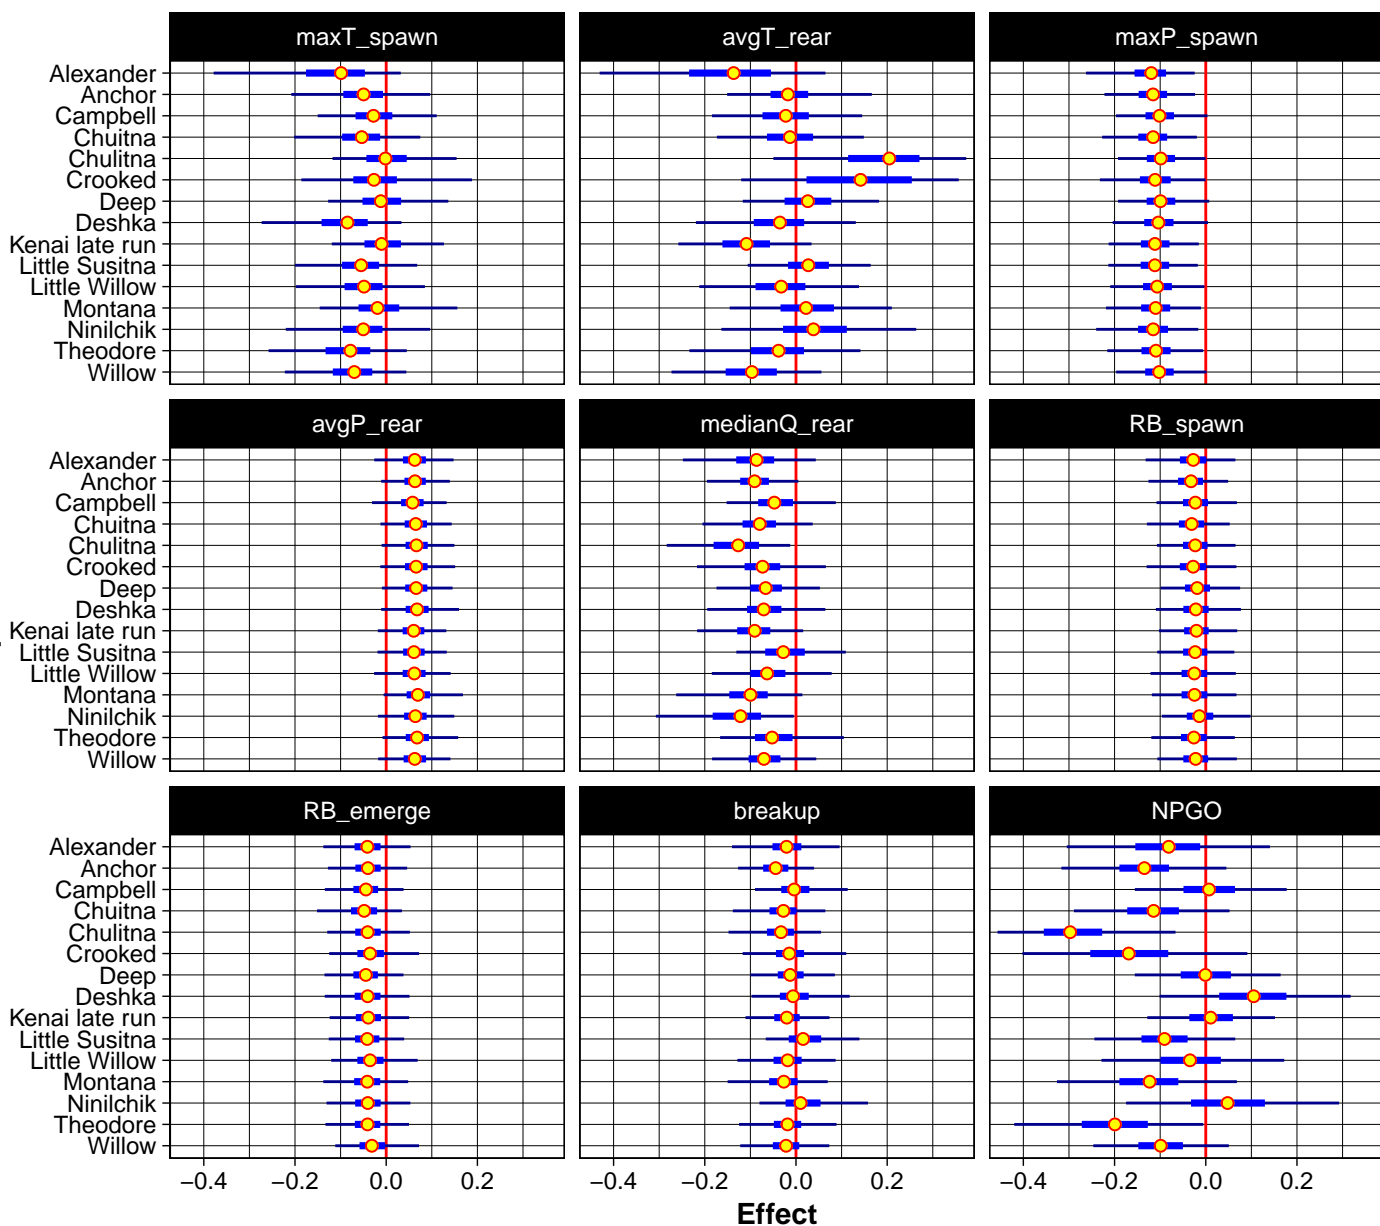 maxT_spawn avgT_rear maxP_spawn
Alexander
Anchor
Campbell
Chuitna
Chulitna
Crooked
Deep
Deshka
Kenai late run
Little Susitna
Little Willow
Montana
Ninilchik
Theodore
Willow
avgP_rear medianQ_rear RB_spawn
Alexander
Anchor
Campbell
Chuitna
Chulitna
Crooked
Deep
Deshka
Kenai late run
Little Susitna
Little Willow
Montana
Ninilchik
Theodore
Willow
RB_emerge breakup NPGO
Alexander
Anchor
Campbell
Chuitna
Chulitna
Crooked
Deep
Deshka
Kenai late run
Little Susitna
Little Willow
Montana
Ninilchik
Theodore
Willow
−0.4 −0.2 0.0 0.2 −0.4 −0.2 0.0 0.2 −0.4 −0.2 0.0 0.2
Effect